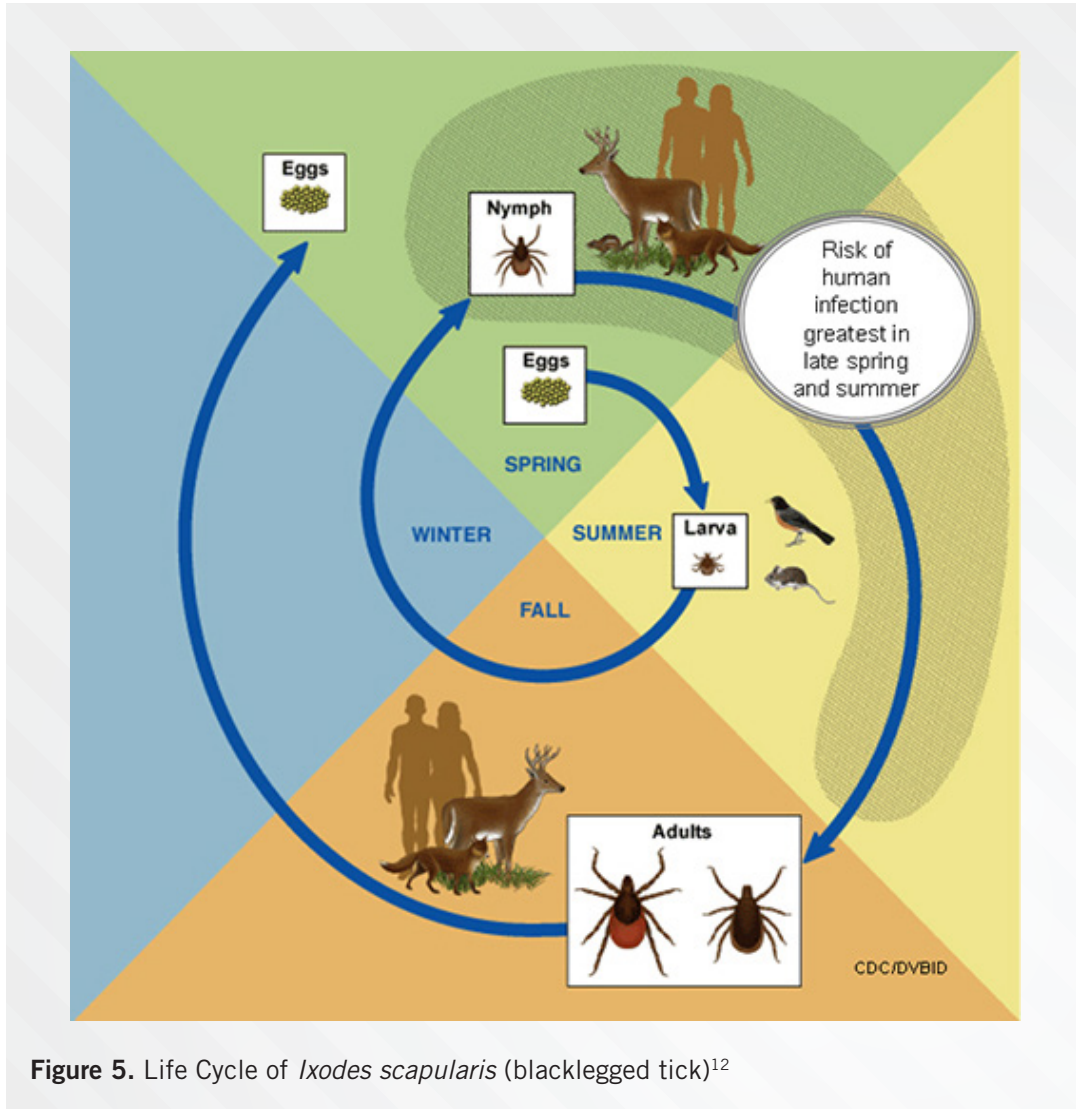 Eggs
Nymph
Risk of
human
infection
greatest in
late spring
and summer
Eggs
SPRING
WINTER
SUMMER
Larva
FALL
Adults
CDC/DVBID
Figure 5. Life Cycle of Ixodes scapularis (blacklegged tick)12